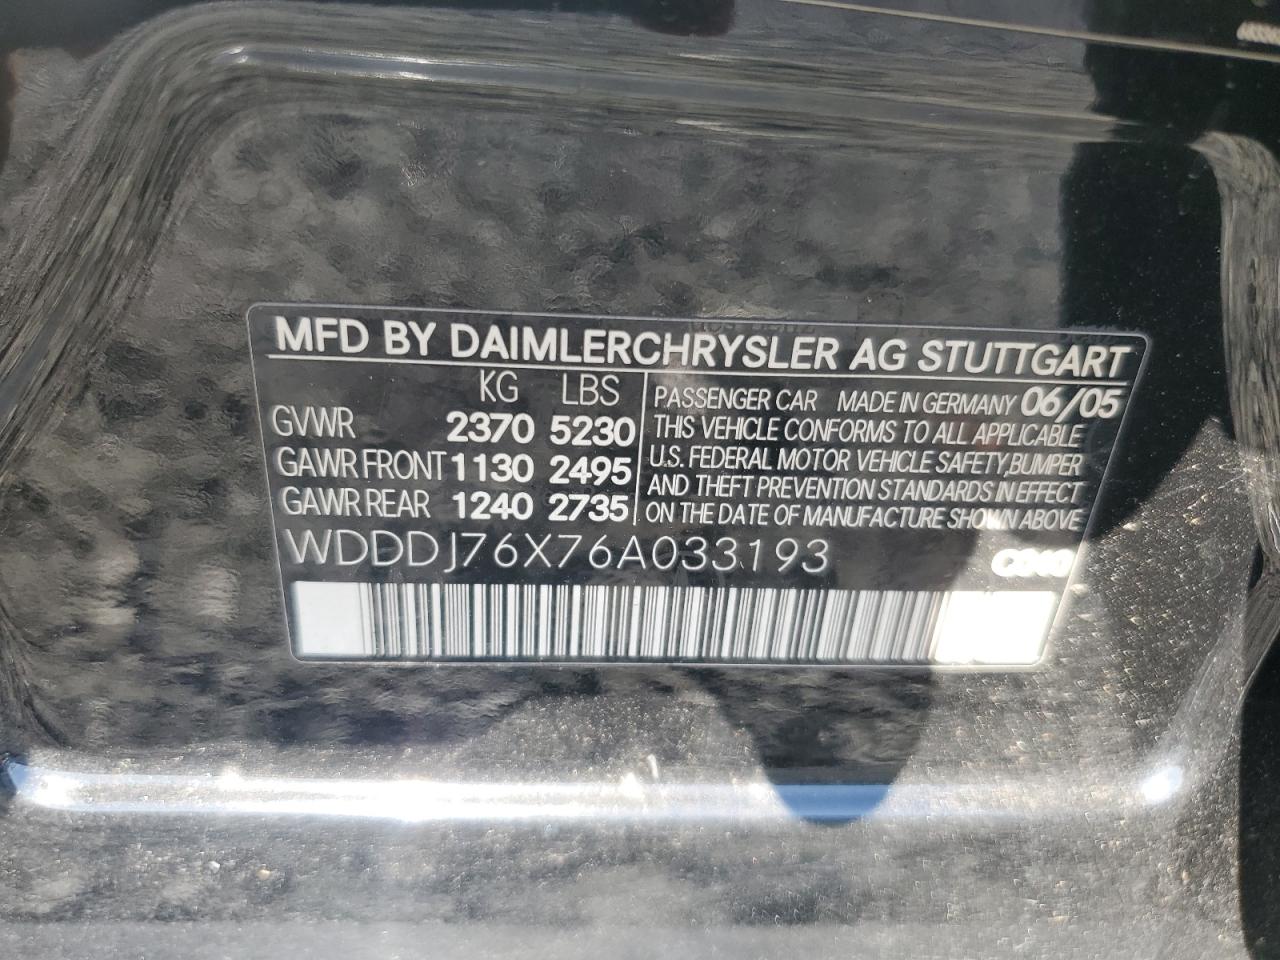 MFD BY DAIMLERCHRYSLER AG STUTTGART
KG LBS
GVWR 2370 5230
GAWR FRONT 1130 2495
GAWR REAR 1240 2735
PASSENGER CAR MADE IN GERMANY 06/05
THIS VEHICLE CONFORMS TO ALL APPLICABLE
U.S. FEDERAL MOTOR VEHICLE SAFETY, BUMPER
AND THEFT PREVENTION STANDARDS IN EFFECT
ON THE DATE OF MANUFACTURE SHOWN ABOVE
WDDDJ76X76A033193